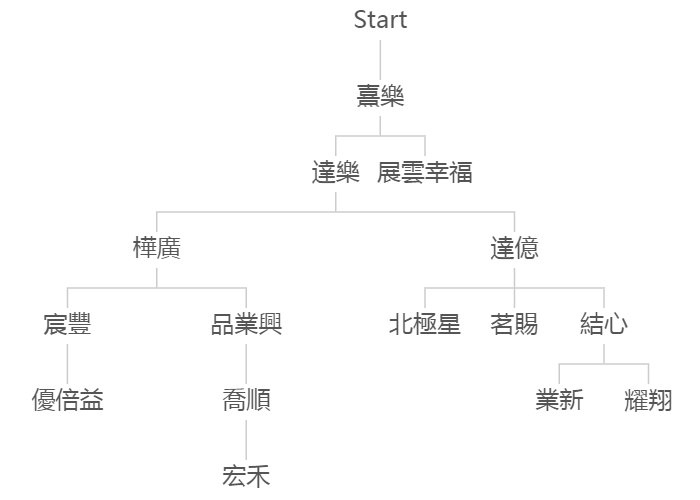 Start
熹樂
達樂 展雲幸福
樺廣 達億
宸豐 品業興 北極星 茗賜 結心
優倍益 喬順 業新 耀翔
宏禾